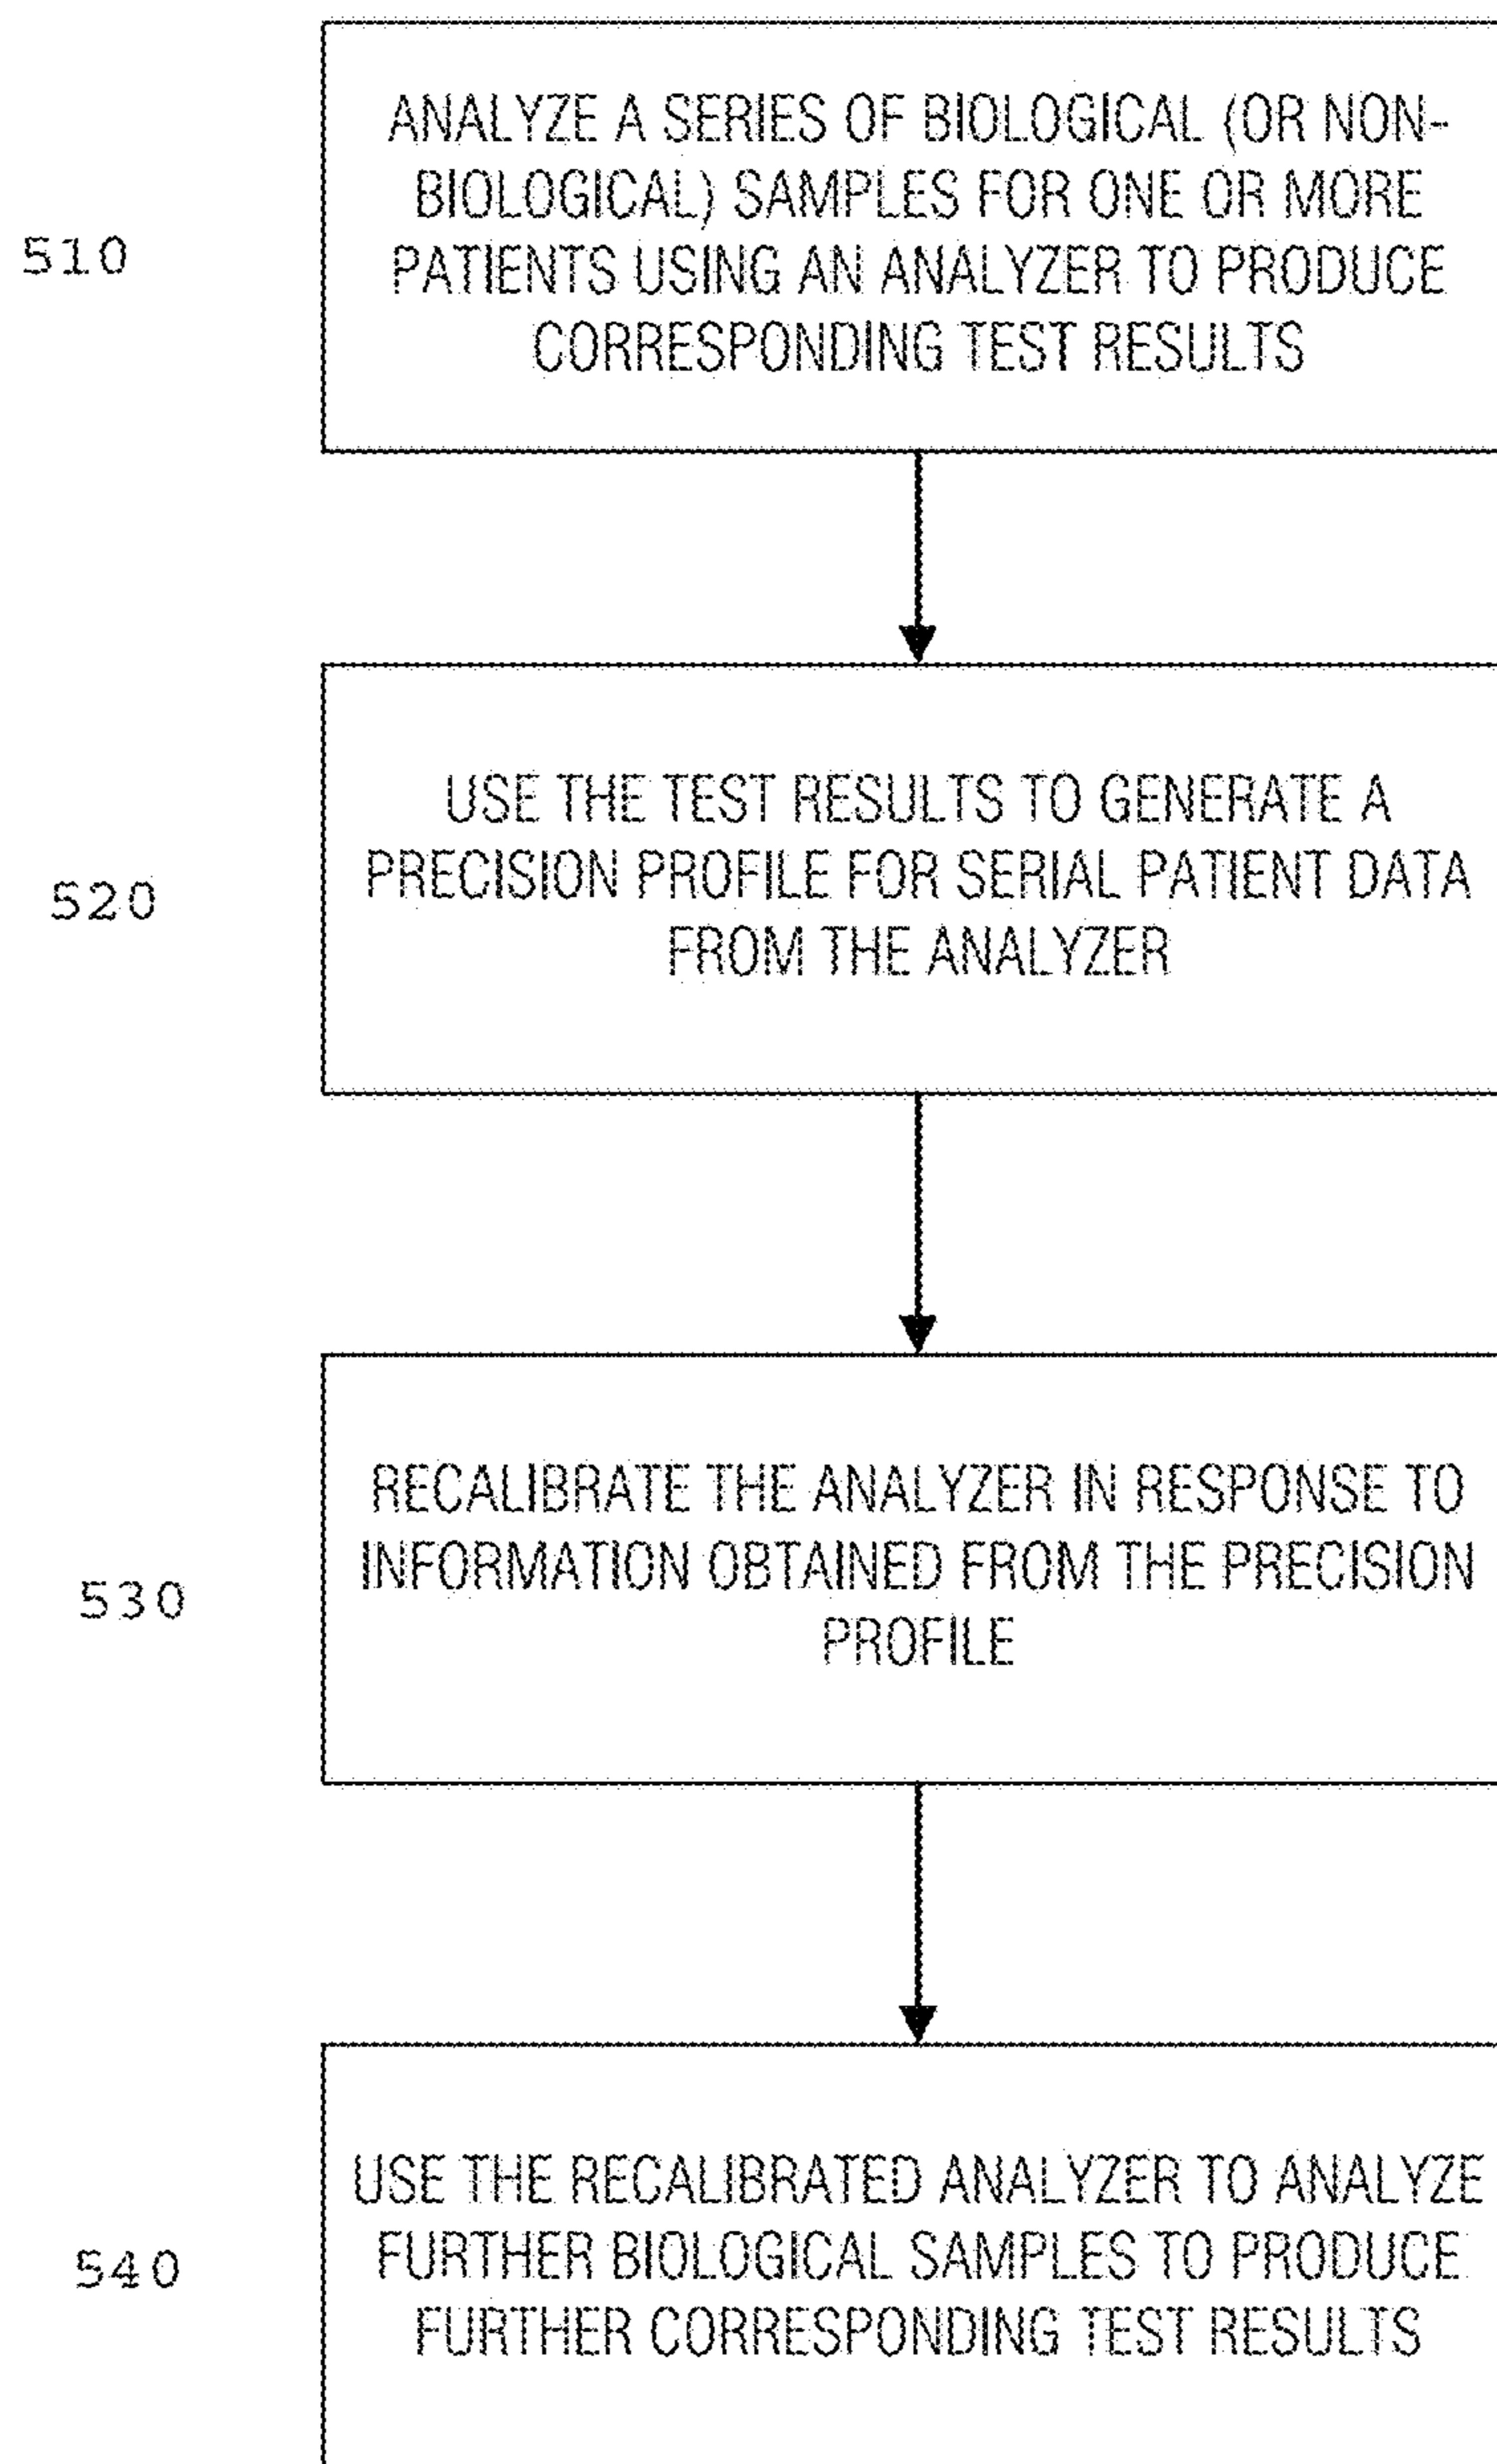 510
ANALYZE A SERIES OF BIOLOGICAL (OR NON-
BIOLOGICAL) SAMPLES FOR ONE OR MORE
PATIENTS USING AN ANALYZER TO PRODUCE
CORRESPONDING TEST RESULTS
520
USE THE TEST RESULTS TO GENERATE A
PRECISION PROFILE FOR SERIAL PATIENT DATA
FROM THE ANALYZER
530
RECALIBRATE THE ANALYZER IN RESPONSE TO
INFORMATION OBTAINED FROM THE PRECISION
PROFILE
540
USE THE RECALIBRATED ANALYZER TO ANALYZE
FURTHER BIOLOGICAL SAMPLES TO PRODUCE
FURTHER CORRESPONDING TEST RESULTS